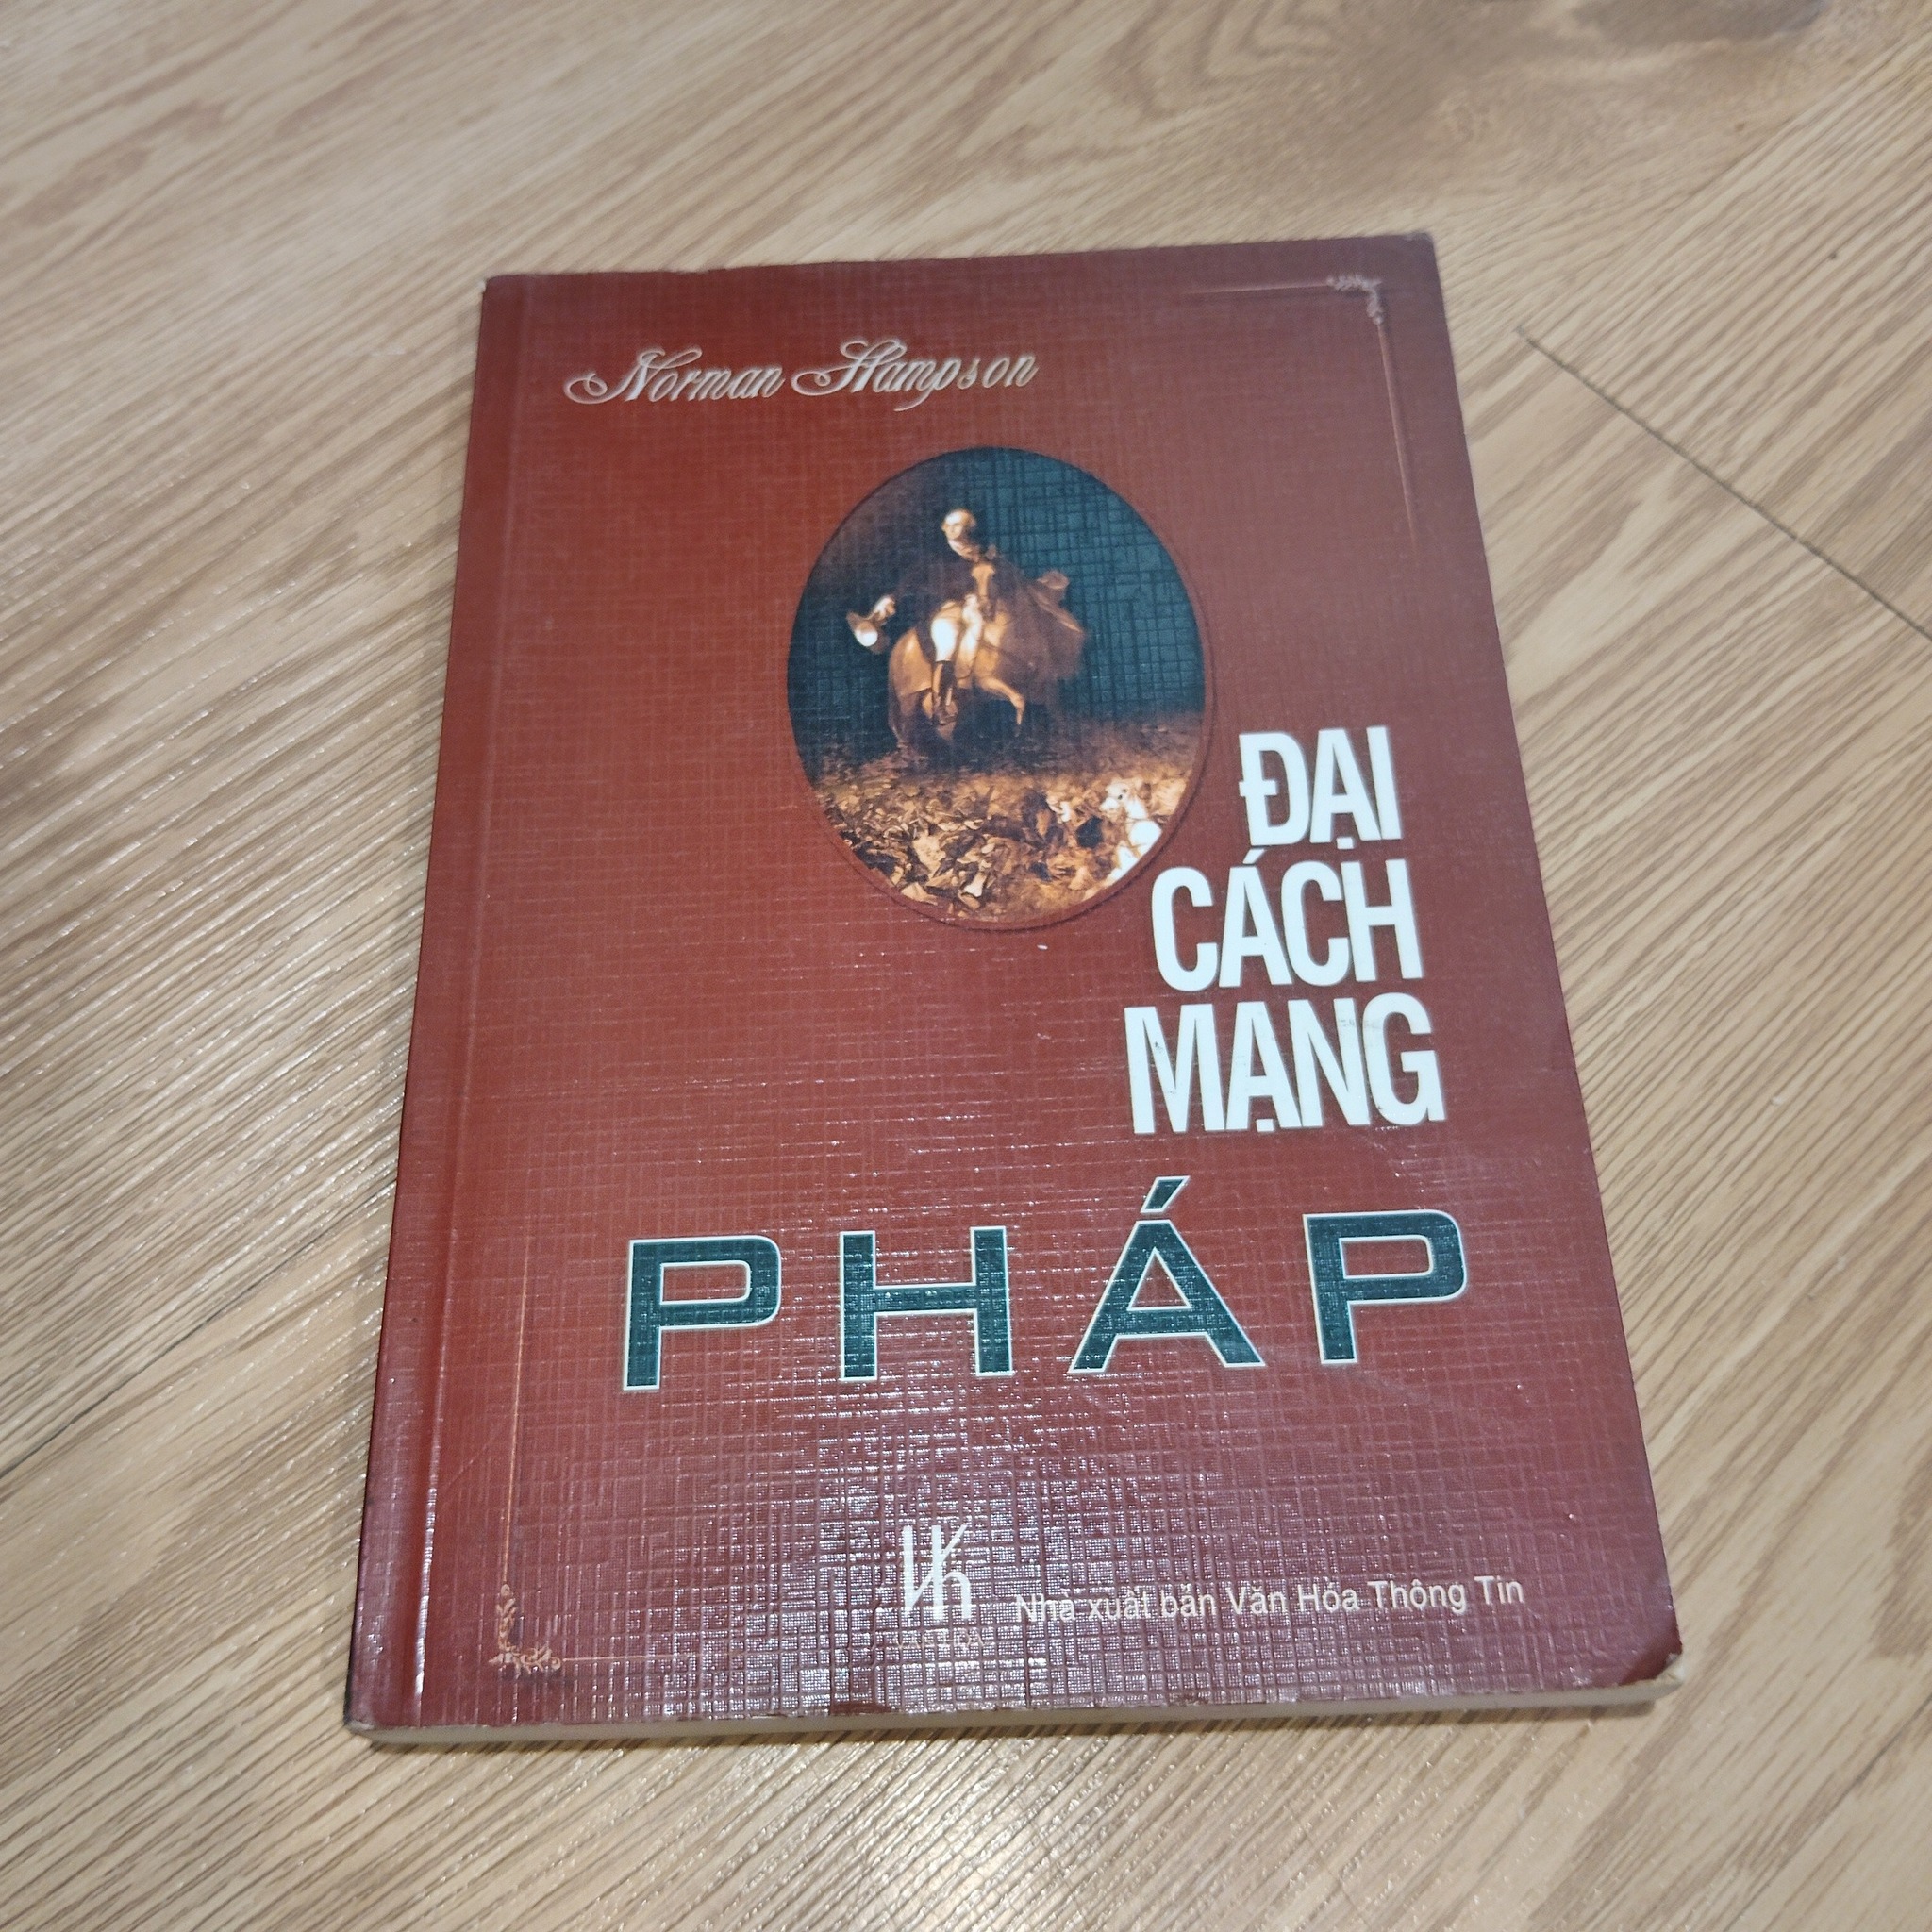 Norman Hampson
ĐẠI
CÁCH
MẠNG
PHÁP
Nhà xuất bản Văn Hóa Thông Tin